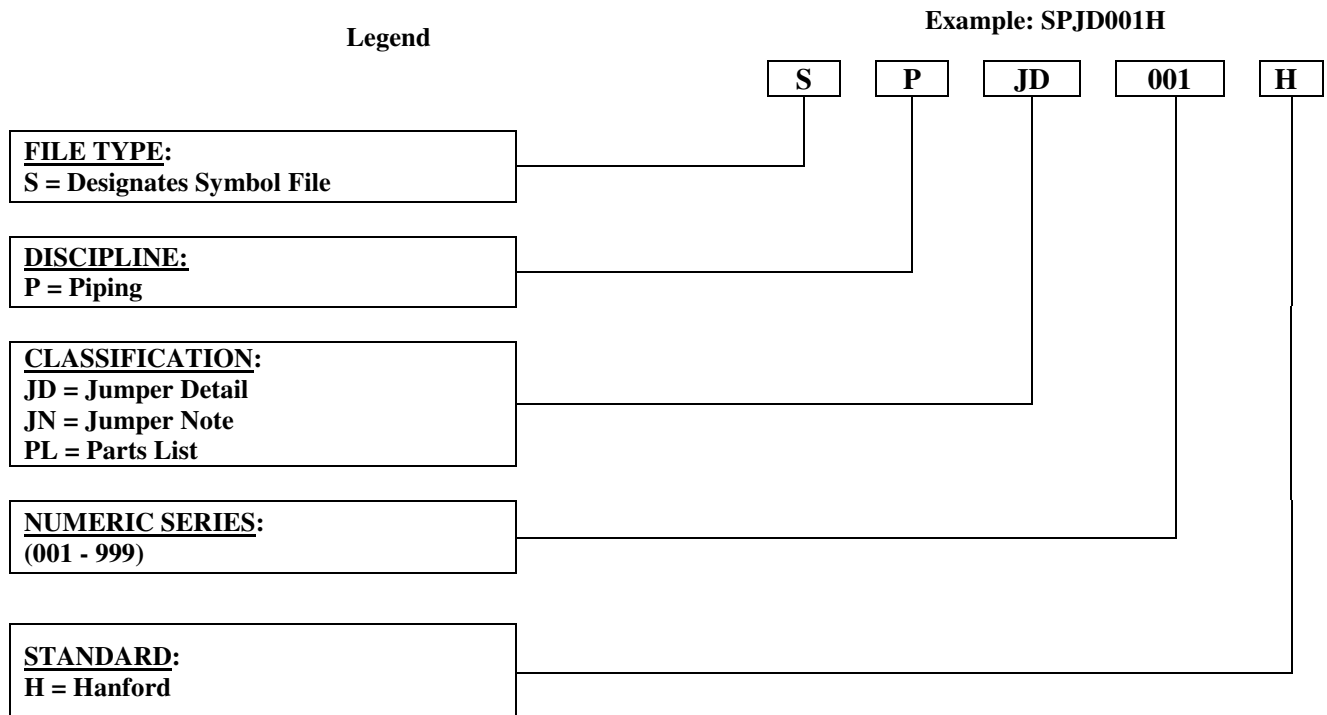 Legend
Example: SPJD001H
S P JD 001 H
FILE TYPE:
S = Designates Symbol File
DISCIPLINE:
P = Piping
CLASSIFICATION:
JD = Jumper Detail
JN = Jumper Note
PL = Parts List
NUMERIC SERIES:
(001 - 999)
STANDARD:
H = Hanford